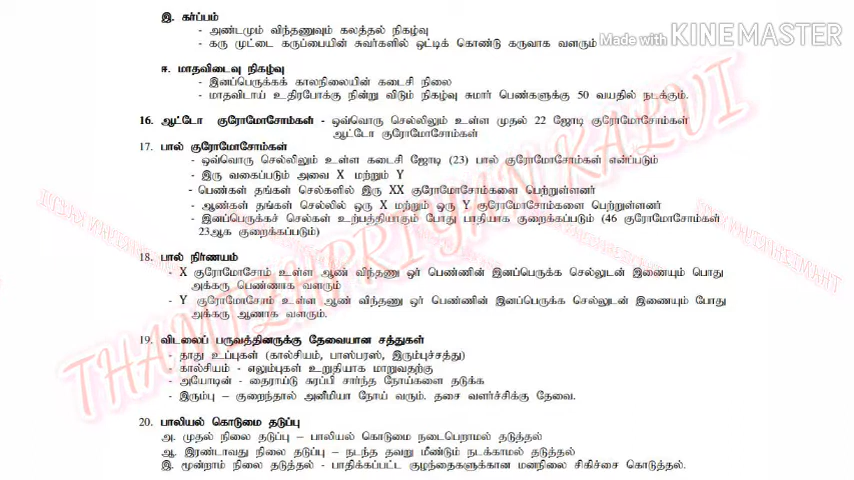 இ. கர்ப்பம்
- அண்டமும் விந்தணுவும் கலத்தல் நிகழ்வு
- கரு முட்டை கருப்பையின் சுவர்களில் ஒட்டிக் கொண்டு கருவாக வளரும்
Made with KINEMASTER
ஈ. மாதவிடைவு நிகழ்வு
- இனப்பெருக்கக் காலநிலையின் கடைசி நிலை
- மாதவிடாய் உதிரபோக்கு நின்று விடும் நிகழ்வு சுமார் பெண்களுக்கு 50 வயதில் நடக்கும்.
16. ஆட்டோ குரோமோசோம்கள் - ஒவ்வொரு செல்லிலும் உள்ள முதல் 22 ஜோடி குரோமோசோம்கள்
ஆட்டோ குரோமோசோம்கள்
17. பால் குரோமோசோம்கள்
- ஒவ்வொரு செல்லிலும் உள்ள கடைசி ஜோடி (23) பால் குரோமோசோம்கள் என்ப்படும்
- இரு வகைப்படும் அவை X மற்றும் Y
- பெண்கள் தங்கள் செல்களில் இரு XX குரோமோசோம்களை பெற்றுள்ளனர்
- ஆண்கள் தங்கள் செல்லில் ஒரு X மற்றும் ஒரு Y குரோமோசோம்களை பெற்றுள்ளனர்
- இனப்பெருக்கச் செல்கள் உற்பத்தியாகும் போது பாதியாக குறைக்கப்படும் (46 குரோமோசோம்கள்
23ஆக குறைக்கப்படும்)
18. பால் நிர்ணயம்
- X குரோமோசோம் உள்ள ஆண் விந்தணு ஓர் பெண்ணின் இனப்பெருக்க செல்லுடன் இணையும் பொது
அக்கரு பெண்ணாக வளரும்
- Y குரோமோசோம் உள்ள ஆண் விந்தணு ஓர் பெண்ணின் இனப்பெருக்க செல்லுடன் இணையும் போது
அக்கரு ஆணாக வளரும்.
19. விடலைப் பருவத்தினருக்கு தேவையான சத்துகள்
- தாது உப்புகள் (கால்சியம், பாஸ்பரஸ், இரும்புச்சத்து)
- கால்சியம் - எலும்புகள் உறுதியாக மாறுவதற்கு
- அயோடின் - தைராய்டு சுரப்பி சார்ந்த நோய்களை தடுக்க
- இரும்பு – குறைந்தால் அனீமியா நோய் வரும். தசை வளர்ச்சிக்கு தேவை.
20. பாலியல் கொடுமை தடுப்பு
அ. முதல் நிலை தடுப்பு – பாலியல் கொடுமை நடைபெறாமல் தடுத்தல்
ஆ. இரண்டாவது நிலை தடுப்பு – நடந்த தவறு மீண்டும் நடக்காமல் தடுத்தல்
இ. மூன்றாம் நிலை தடுத்தல் - பாதிக்கப்பட்ட குழந்தைகளுக்கான மனநிலை சிகிச்சை கொடுத்தல்.
THAMIZHPRIYAN KALVI